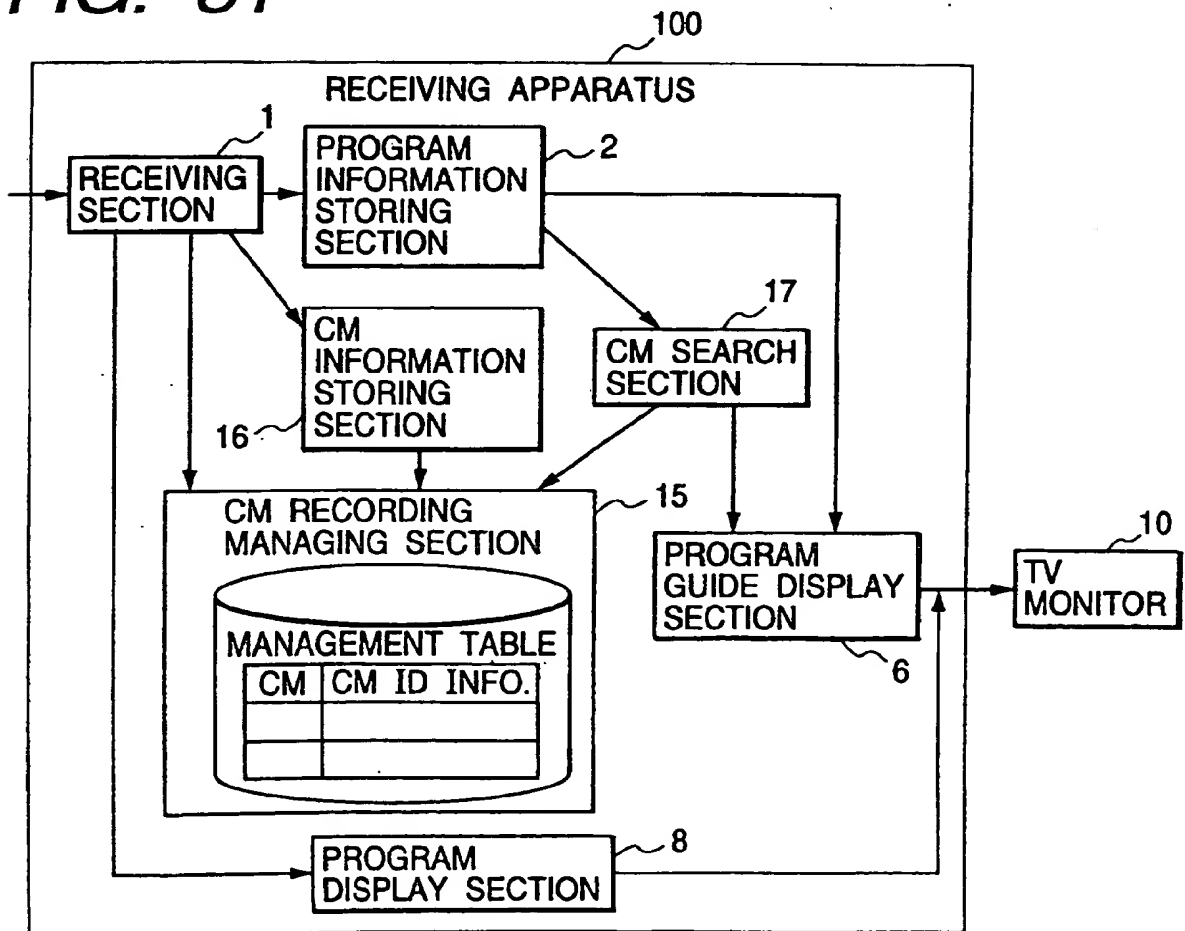 100
RECEIVING APPARATUS
1
RECEIVING
SECTION
PROGRAM
INFORMATION
STORING
SECTION
2
CM
INFORMATION
STORING
SECTION
16
17
CM SEARCH
SECTION
15
CM RECORDING
MANAGING SECTION
MANAGEMENT TABLE
CM CM ID INFO.
PROGRAM
GUIDE DISPLAY
SECTION
6
10
TV
MONITOR
PROGRAM
DISPLAY SECTION
8